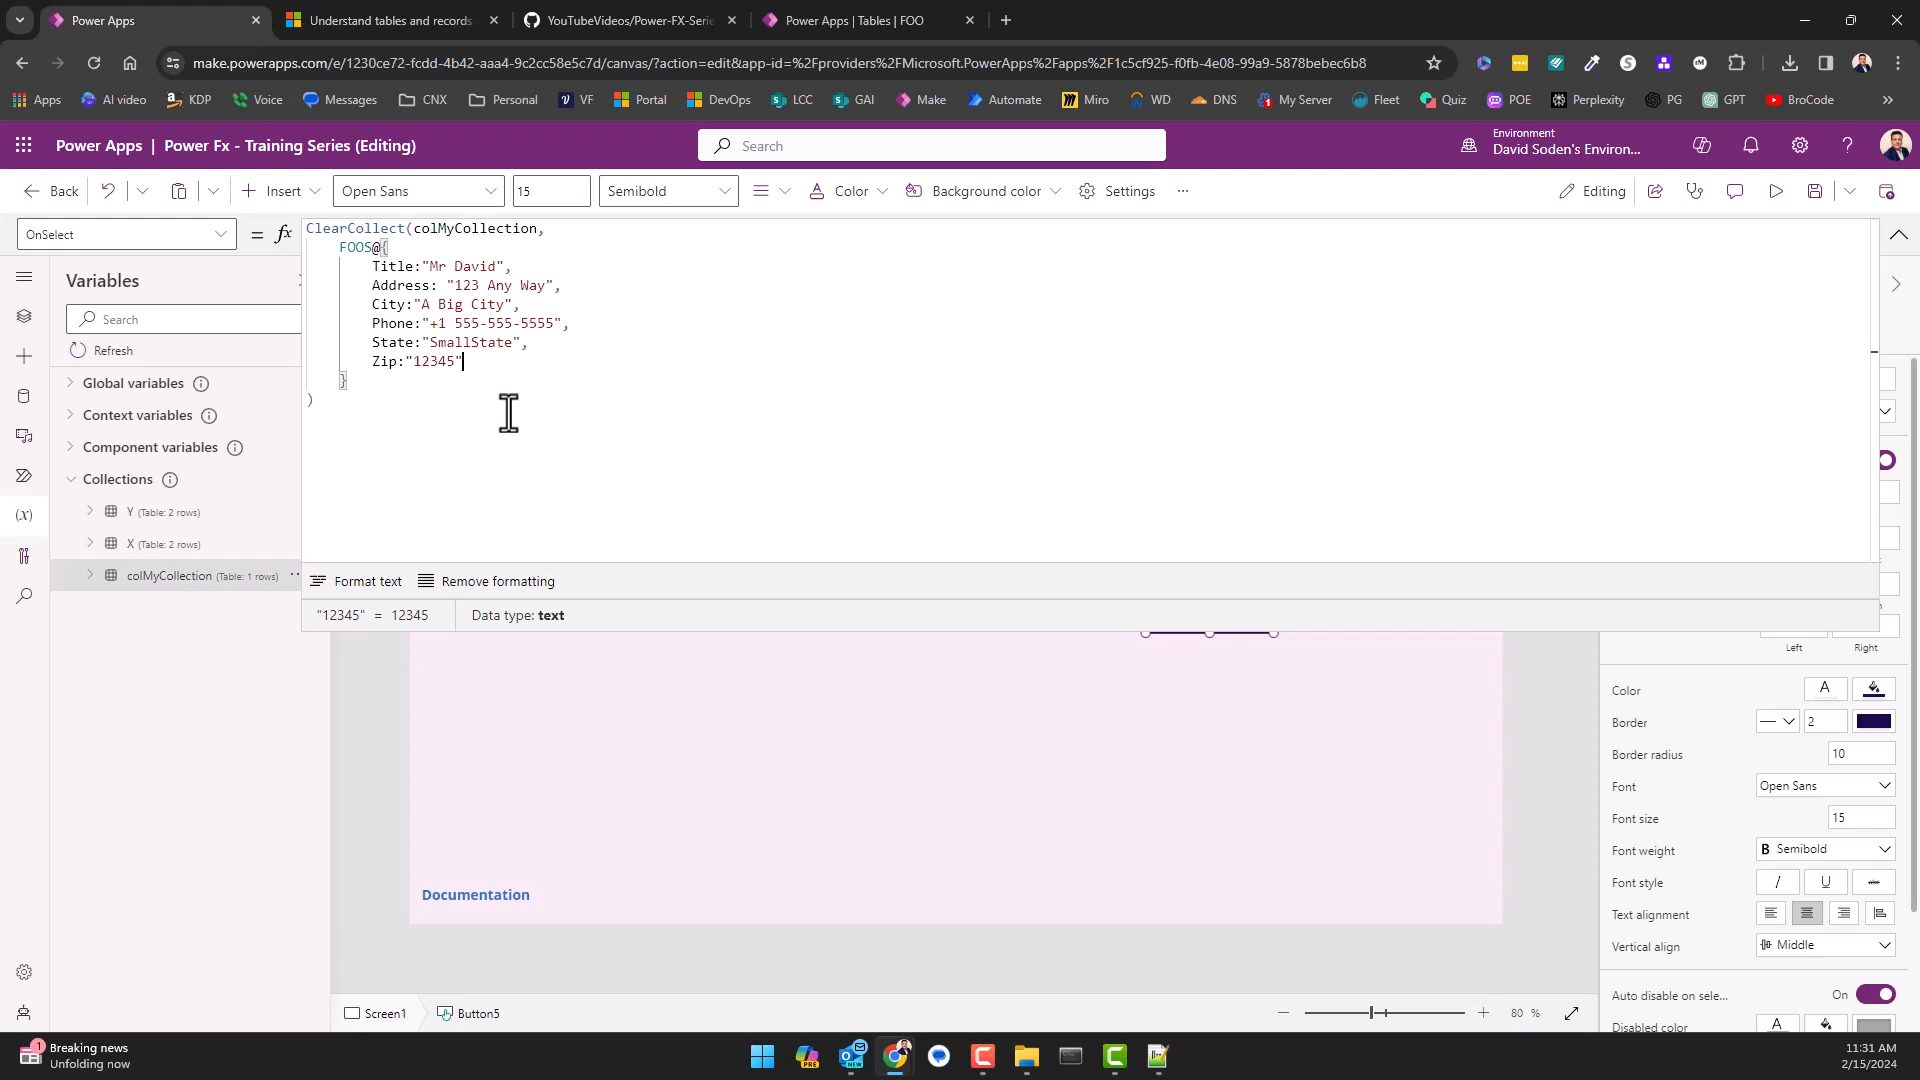 Power Apps
Understand tables and records
YouTubeVideos/Power-FX-Serie
Power Apps | Tables | FOO
make.powerapps.com/e/1230ce72-fcdd-4b42-aaa4-9c2cc58e5c7d/canvas/?action=edit&app-id=%2Fproviders%2FMicrosoft.PowerApps%2Fapps%2F1c5cf925-f0fb-4e08-99a9-5878bebec6b8
Apps AI video KDP Voice Messages CNX Personal VF Portal DevOps LCC GAI Make Automate Miro WD DNS My Server Fleet Quiz POE Perplexity PG GPT BroCode
Power Apps | Power Fx - Training Series (Editing)
Search
Environment
David Soden's Environ...
Back
Insert
Open Sans
15
Semibold
Color
Background color
Settings
Editing
OnSelect
= fx
ClearCollect(colMyCollection,
FOOS@{
Title:"Mr David",
Address: "123 Any Way",
City:"A Big City",
Phone:"+1 555-555-5555",
State:"SmallState",
Zip:"12345"
}
)
Variables
Search
Refresh
Global variables
Context variables
Component variables
Collections
Y (Table: 2 rows)
X (Table: 2 rows)
colMyCollection (Table: 1 rows)
Format text
Remove formatting
"12345" = 12345
Data type: text
Left
Right
Color
Border
2
Border radius
10
Font
Open Sans
Font size
15
Font weight
B Semibold
Font style
Text alignment
Vertical align
Middle
Auto disable on sele...
On
Disabled color
Documentation
Screen1
Button5
80 %
1
Breaking news
Unfolding now
PRE
NEW
11:31 AM
2/15/2024